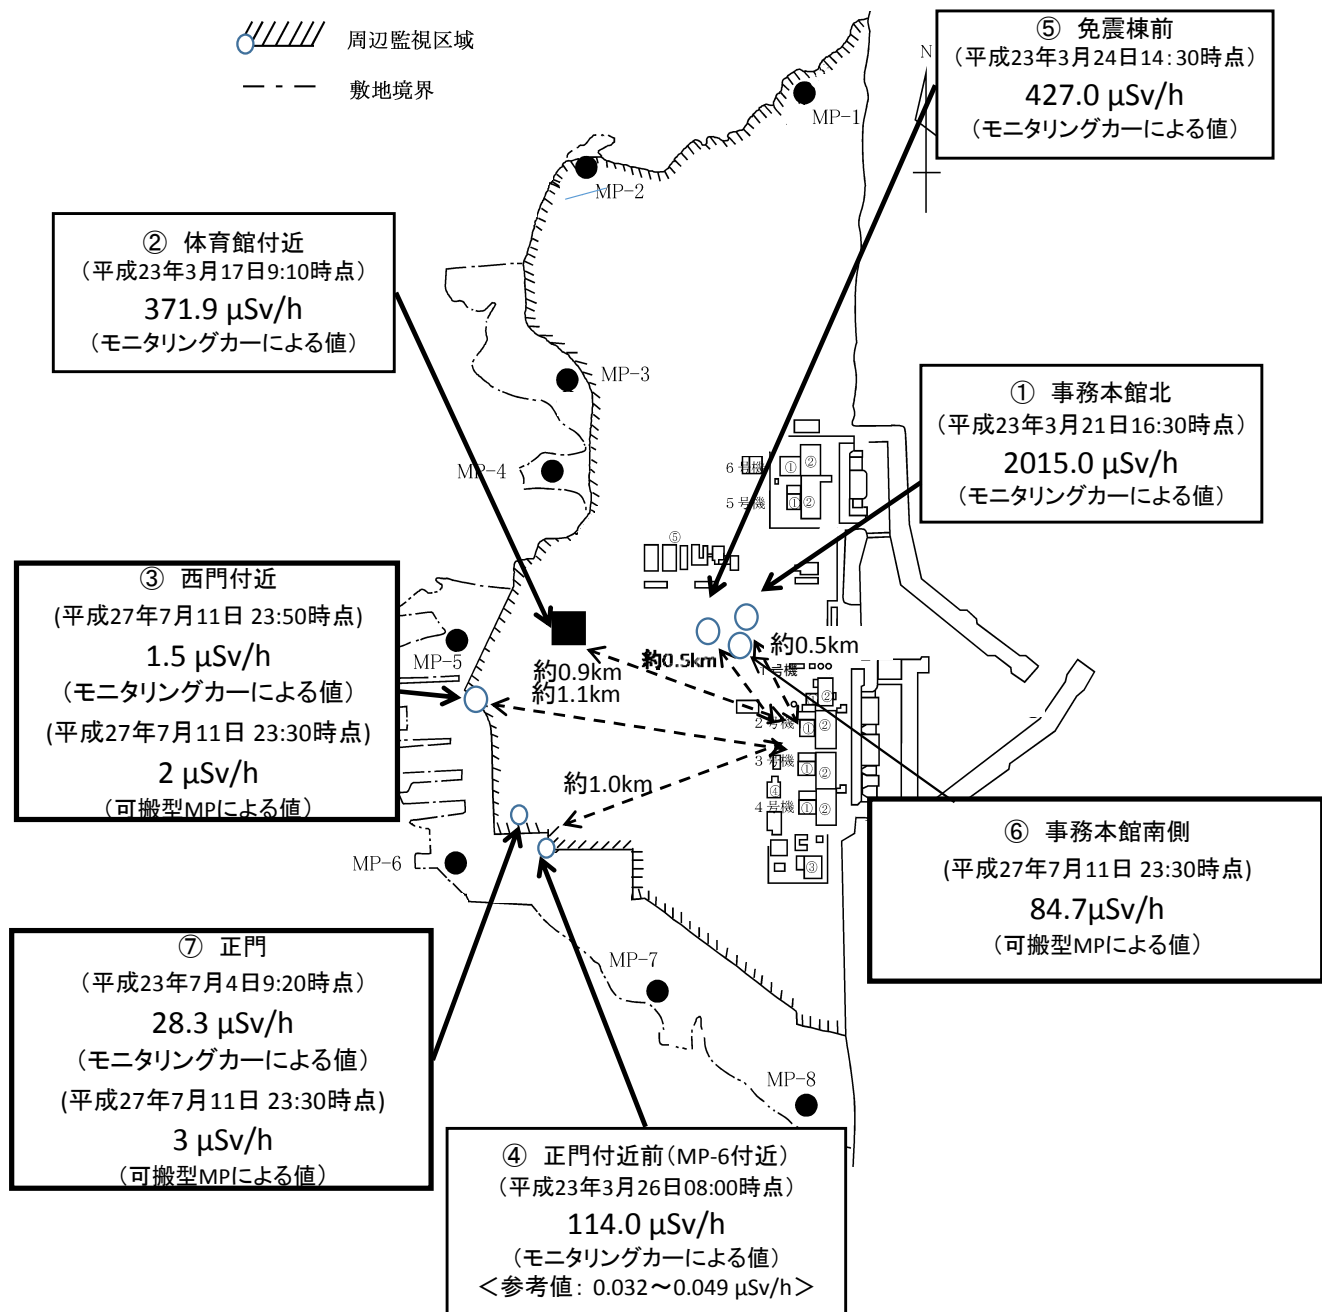 周辺監視区域
敷地境界
⑤ 免震棟前
（平成23年3月24日14:30時点）
427.0 μSv/h
（モニタリングカーによる値）
N
MP-1
MP-2
② 体育館付近
（平成23年3月17日9:10時点）
371.9 μSv/h
（モニタリングカーによる値）
MP-3
① 事務本館北
（平成23年3月21日16:30時点）
2015.0 μSv/h
（モニタリングカーによる値）
MP-4
6号機
①
②
5号機
①
②
⑤
③ 西門付近
(平成27年7月11日 23:50時点)
1.5 μSv/h
（モニタリングカーによる値）
(平成27年7月11日 23:30時点)
2 μSv/h
（可搬型MPによる値）
MP-5
約0.9km
約1.1km
約0.5km
約0.5km
1号機
②
2号機
①
②
3号機
①
②
④
4号機
①
②
③
約1.0km
MP-6
⑥ 事務本館南側
(平成27年7月11日 23:30時点)
84.7μSv/h
（可搬型MPによる値）
⑦ 正門
（平成23年7月4日9:20時点）
28.3 μSv/h
（モニタリングカーによる値）
(平成27年7月11日 23:30時点)
3 μSv/h
（可搬型MPによる値）
MP-7
MP-8
④ 正門付近前（MP-6付近）
（平成23年3月26日08:00時点）
114.0 μSv/h
（モニタリングカーによる値）
＜参考値： 0.032～0.049 μSv/h＞